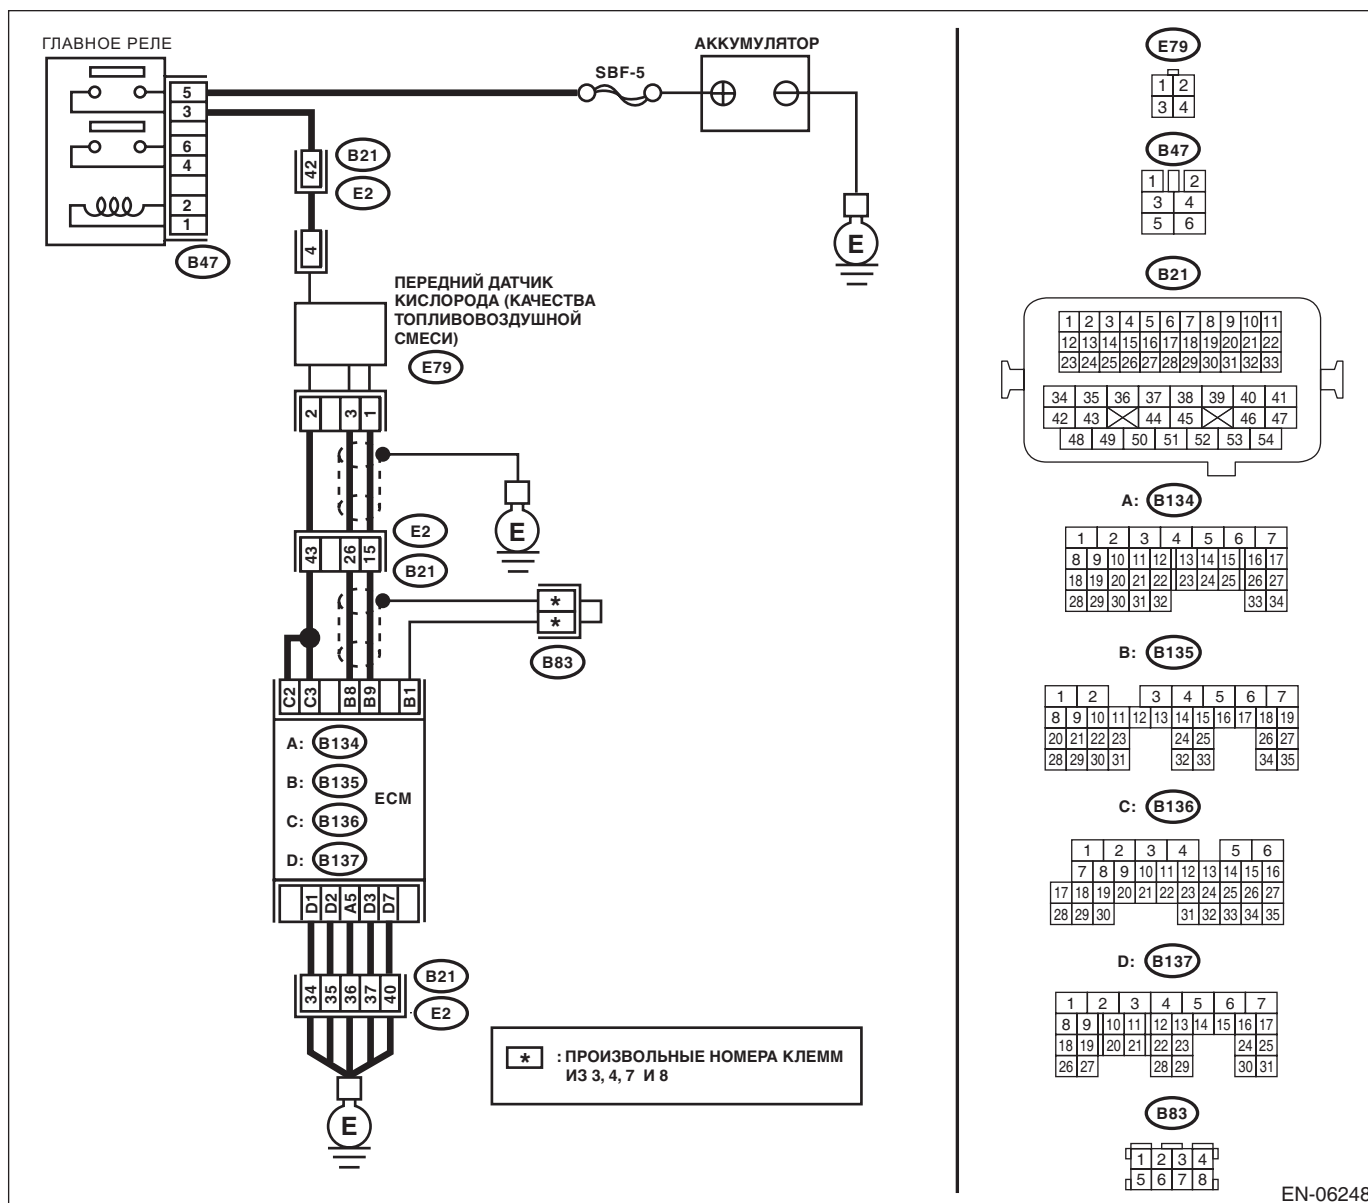 ГЛАВНОЕ РЕЛЕ
5
3
6
4
2
1
B47
SBF-5
АККУМУЛЯТОР
E
42
B21
E2
4
ПЕРЕДНИЙ ДАТЧИК
КИСЛОРОДА (КАЧЕСТВА
ТОПЛИВОВОЗДУШНОЙ
СМЕСИ)
E79
2 3 1
E
43 26 15
E2
B21
*
*
B83
C2 C3 B8 B9 B1
A: B134
B: B135
ECM
C: B136
D: B137
D1 D2 A5 D3 D7
34 35 36 37 40
B21
E2
E
* : ПРОИЗВОЛЬНЫЕ НОМЕРА КЛЕММ
ИЗ 3, 4, 7 И 8
E79
1 2
3 4
B47
1 2
3 4
5 6
B21
1 2 3 4 5 6 7 8 9 10 11
12 13 14 15 16 17 18 19 20 21 22
23 24 25 26 27 28 29 30 31 32 33
34 35 36 37 38 39 40 41
42 43 44 45 46 47
48 49 50 51 52 53 54
A: B134
1 2 3 4 5 6 7
8 9 10 11 12 13 14 15 16 17
18 19 20 21 22 23 24 25 26 27
28 29 30 31 32 33 34
B: B135
1 2 3 4 5 6 7
8 9 10 11 12 13 14 15 16 17 18 19
20 21 22 23 24 25 26 27
28 29 30 31 32 33 34 35
C: B136
1 2 3 4 5 6
7 8 9 10 11 12 13 14 15 16
17 18 19 20 21 22 23 24 25 26 27
28 29 30 31 32 33 34 35
D: B137
1 2 3 4 5 6 7
8 9 10 11 12 13 14 15 16 17
18 19 20 21 22 23 24 25
26 27 28 29 30 31
B83
1 2 3 4
5 6 7 8
EN-06248